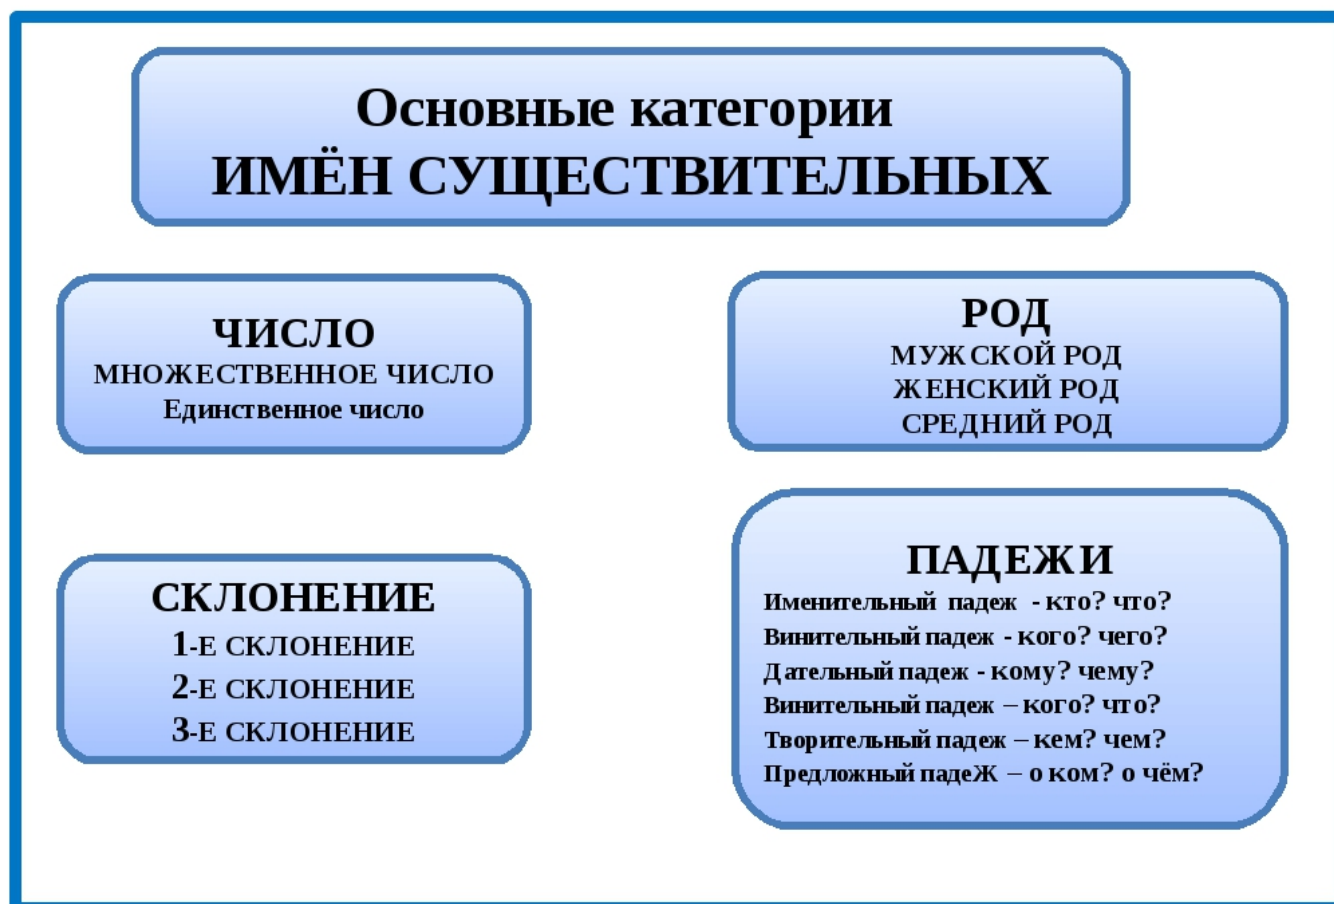 Основные категории
ИМЁН СУЩЕСТВИТЕЛЬНЫХ
ЧИСЛО
МНОЖЕСТВЕННОЕ ЧИСЛО
Единственное число
РОД
МУЖСКОЙ РОД
ЖЕНСКИЙ РОД
СРЕДНИЙ РОД
СКЛОНЕНИЕ
1-Е СКЛОНЕНИЕ
2-Е СКЛОНЕНИЕ
3-Е СКЛОНЕНИЕ
ПАДЕЖИ
Именительный падеж - кто? что?
Винительный падеж - кого? чего?
Дательный падеж - кому? чему?
Винительный падеж – кого? что?
Творительный падеж – кем? чем?
Предложный падеЖ – о ком? о чём?